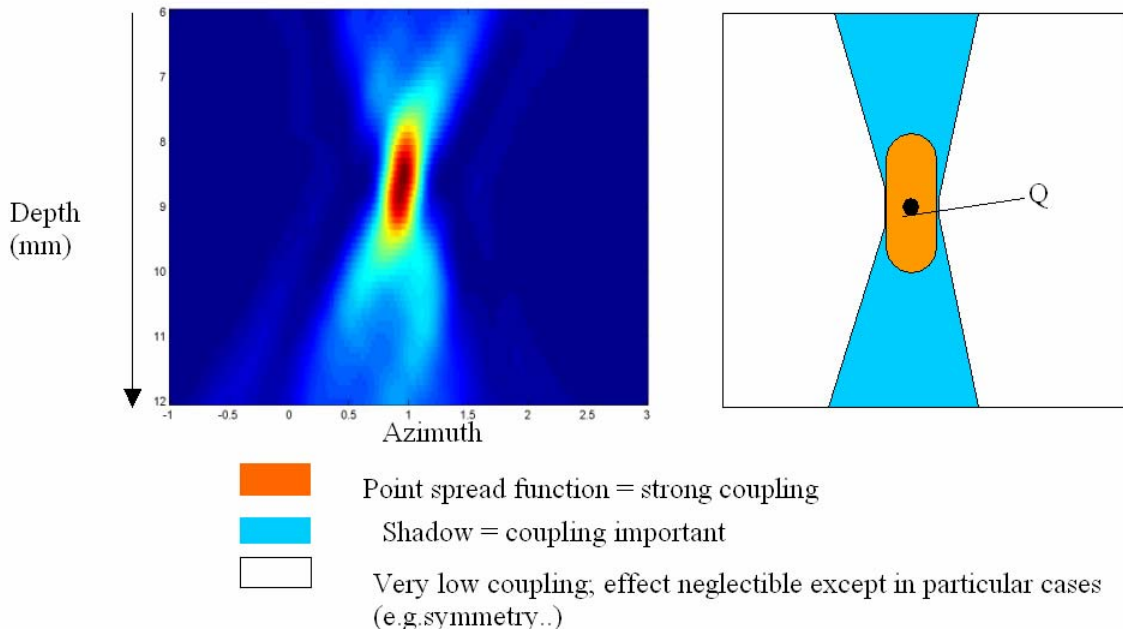 6
7
8
9
10
11
12
-1 -0.5 0 0.5 1 1.5 2 2.5 3
Depth
(mm)
Azimuth
Q
Point spread function = strong coupling
Shadow = coupling important
Very low coupling; effect neglectible except in particular cases
(e.g.symmetry..)